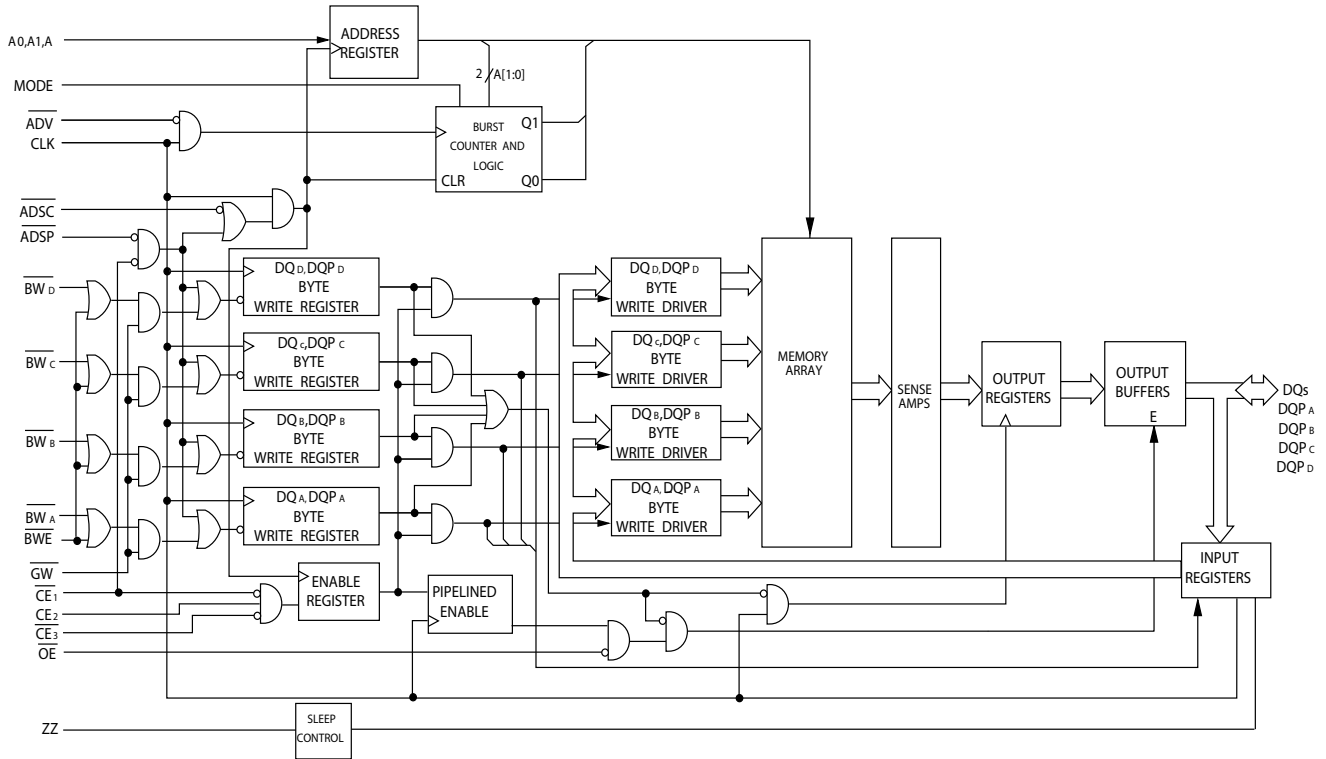 ADDRESS
REGISTER
A0,A1,A
MODE
2 A[1:0]
ADV
CLK
BURST
COUNTER AND
LOGIC
Q1
CLR
Q0
ADSC
ADSP
BW D
DQ D,DQP D
BYTE
WRITE REGISTER
DQ D,DQP D
BYTE
WRITE DRIVER
BW C
DQ c,DQP C
BYTE
WRITE REGISTER
DQ c,DQP C
BYTE
WRITE DRIVER
MEMORY
ARRAY
SENSE
AMPS
OUTPUT
REGISTERS
OUTPUT
BUFFERS
E
DQs
DQP A
DQP B
DQP C
DQP D
BW B
DQ B,DQP B
BYTE
WRITE REGISTER
DQ B,DQP B
BYTE
WRITE DRIVER
BW A
BWE
DQ A,DQP A
BYTE
WRITE REGISTER
DQ A,DQP A
BYTE
WRITE DRIVER
GW
CE1
CE2
CE3
OE
ENABLE
REGISTER
PIPELINED
ENABLE
INPUT
REGISTERS
ZZ
SLEEP
CONTROL